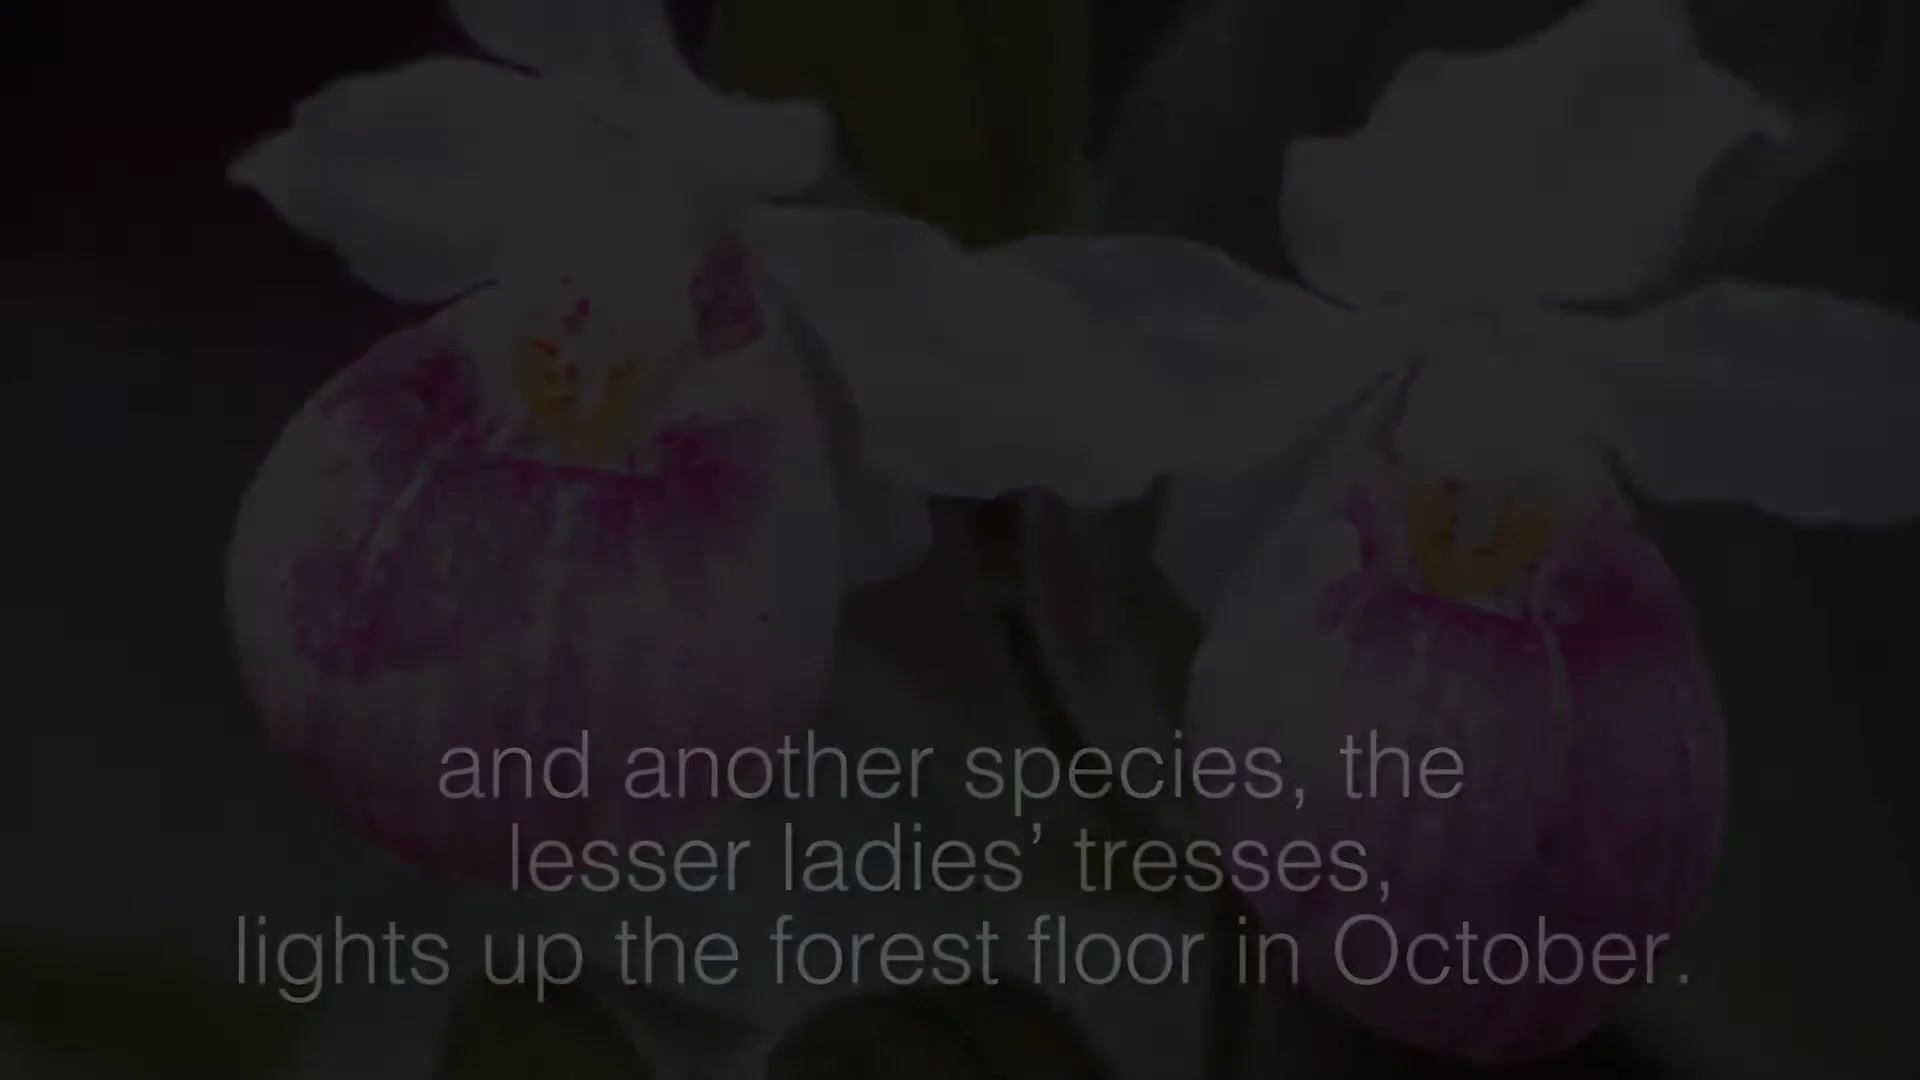 and another species, the
lesser ladies’ tresses,
lights up the forest floor in October.